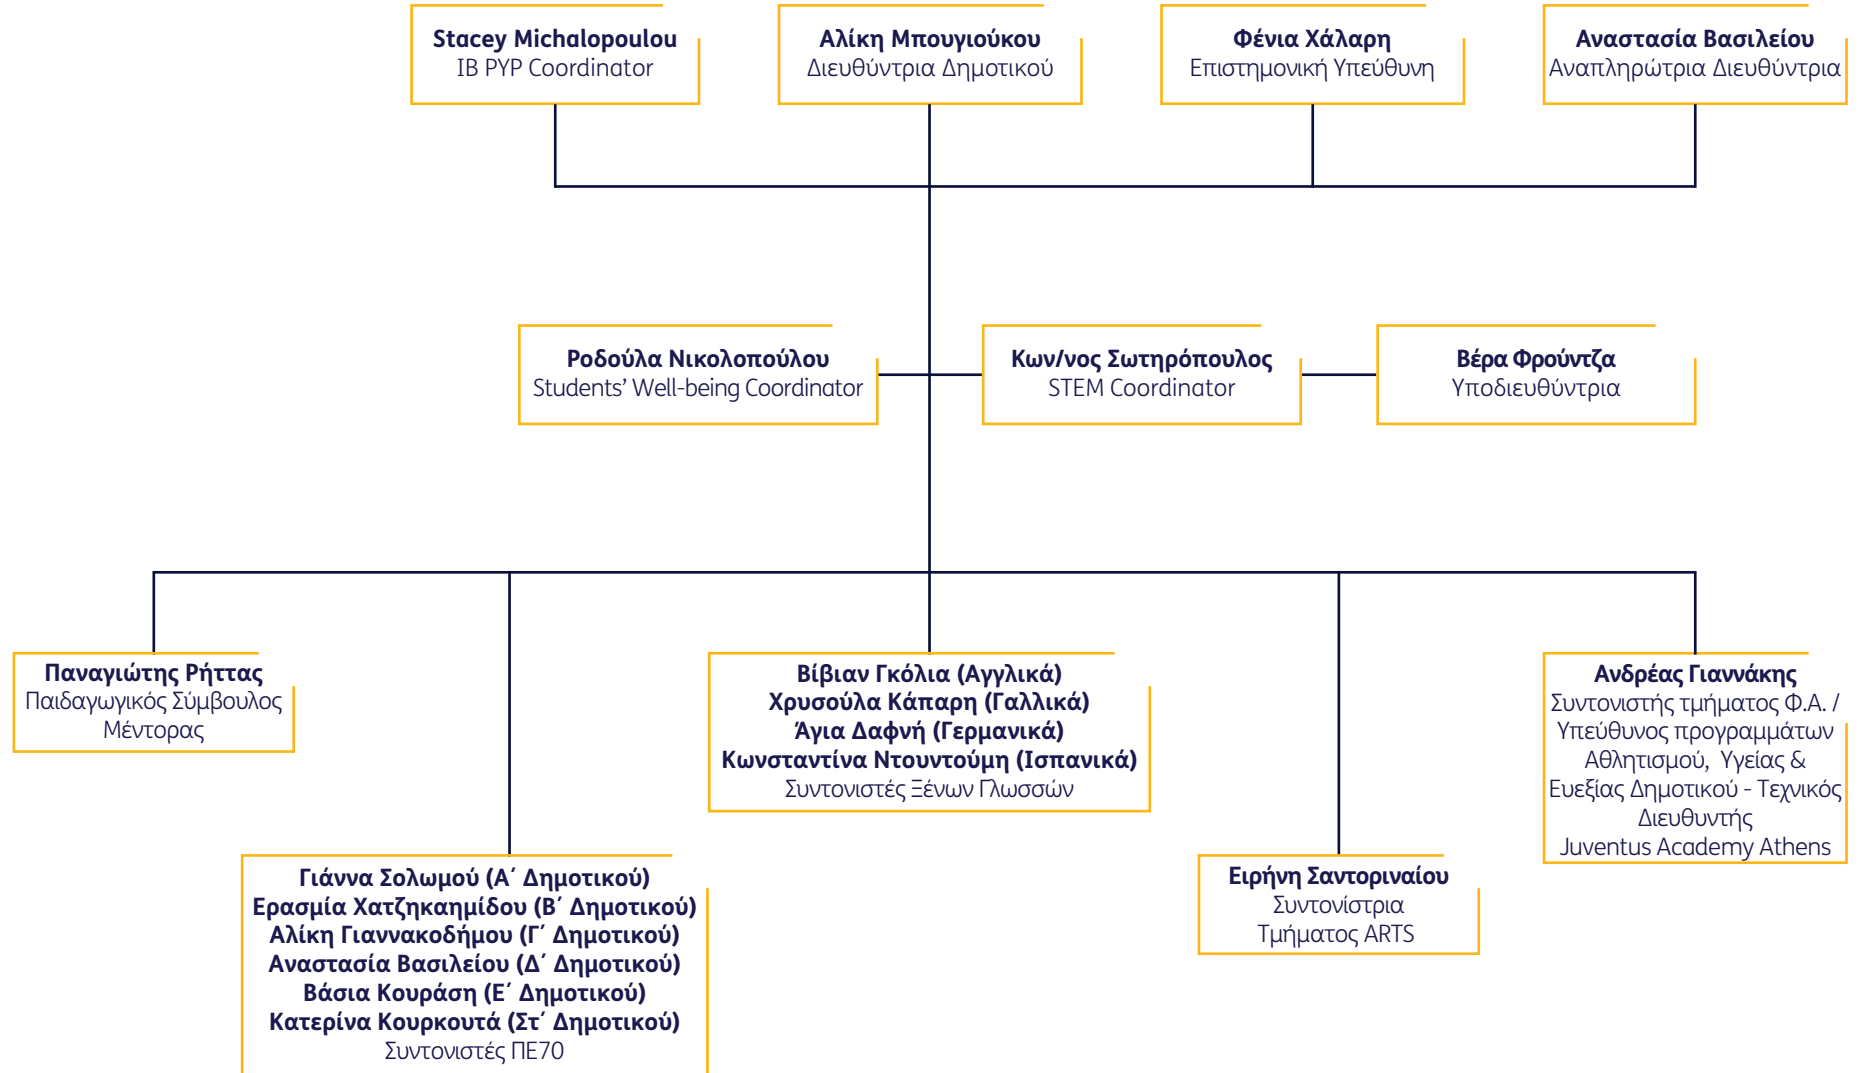 Stacey Michalopoulou
IB PYP Coordinator
Αλίκη Μπουγιούκου
Διευθύντρια Δημοτικού
Φένια Χάλαρη
Επιστημονική Υπεύθυνη
Αναστασία Βασιλείου
Αναπληρώτρια Διευθύντρια
Ροδούλα Νικολοπούλου
Students’ Well-being Coordinator
Κων/νος Σωτηρόπουλος
STEM Coordinator
Βέρα Φρούντζα
Υποδιευθύντρια
Παναγιώτης Ρήττας
Παιδαγωγικός Σύμβουλος
Μέντορας
Γιάννα Σολωμού (Α΄ Δημοτικού)
Ερασμία Χατζηκαημίδου (Β΄ Δημοτικού)
Αλίκη Γιαννακοδήμου (Γ΄ Δημοτικού)
Αναστασία Βασιλείου (Δ΄ Δημοτικού)
Βάσια Κουράση (Ε΄ Δημοτικού)
Κατερίνα Κουρκουτά (Στ΄ Δημοτικού)
Συντονιστές ΠΕ70
Βίβιαν Γκόλια (Αγγλικά)
Χρυσούλα Κάπαρη (Γαλλικά)
Άγια Δαφνή (Γερμανικά)
Κωνσταντίνα Ντουντούμη (Ισπανικά)
Συντονιστές Ξένων Γλωσσών
Ειρήνη Σαντοριναίου
Συντονίστρια
Τμήματος ARTS
Ανδρέας Γιαννάκης
Συντονιστής τμήματος Φ.Α. /
Υπεύθυνος προγραμμάτων
Αθλητισμού, Υγείας &
Ευεξίας Δημοτικού - Τεχνικός
Διευθυντής
Juventus Academy Athens